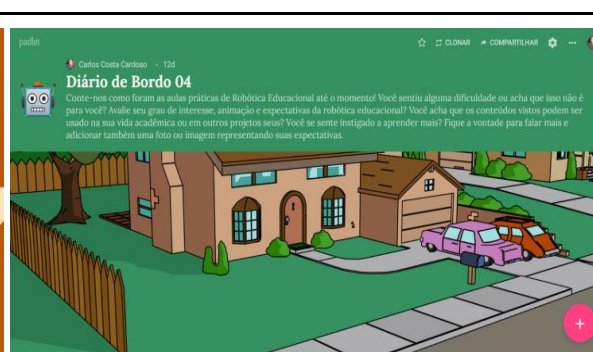 padlet
CLONAR
COMPARTILHAR
Carlos Costa Cardoso • 12d
Diário de Bordo 04
Conte-nos como foram as aulas práticas de Robótica Educacional até o momento! Você sentiu alguma dificuldade ou acha que isso não é
para você? Avalie seu grau de interesse, animação e expectativas da robótica educacional? Você acha que os conteúdos vistos podem ser
usado na sua vida acadêmica ou em outros projetos seus? Você se sente instigado a aprender mais? Fique a vontade para falar mais e
adicionar também uma foto ou imagem representando suas expectativas.